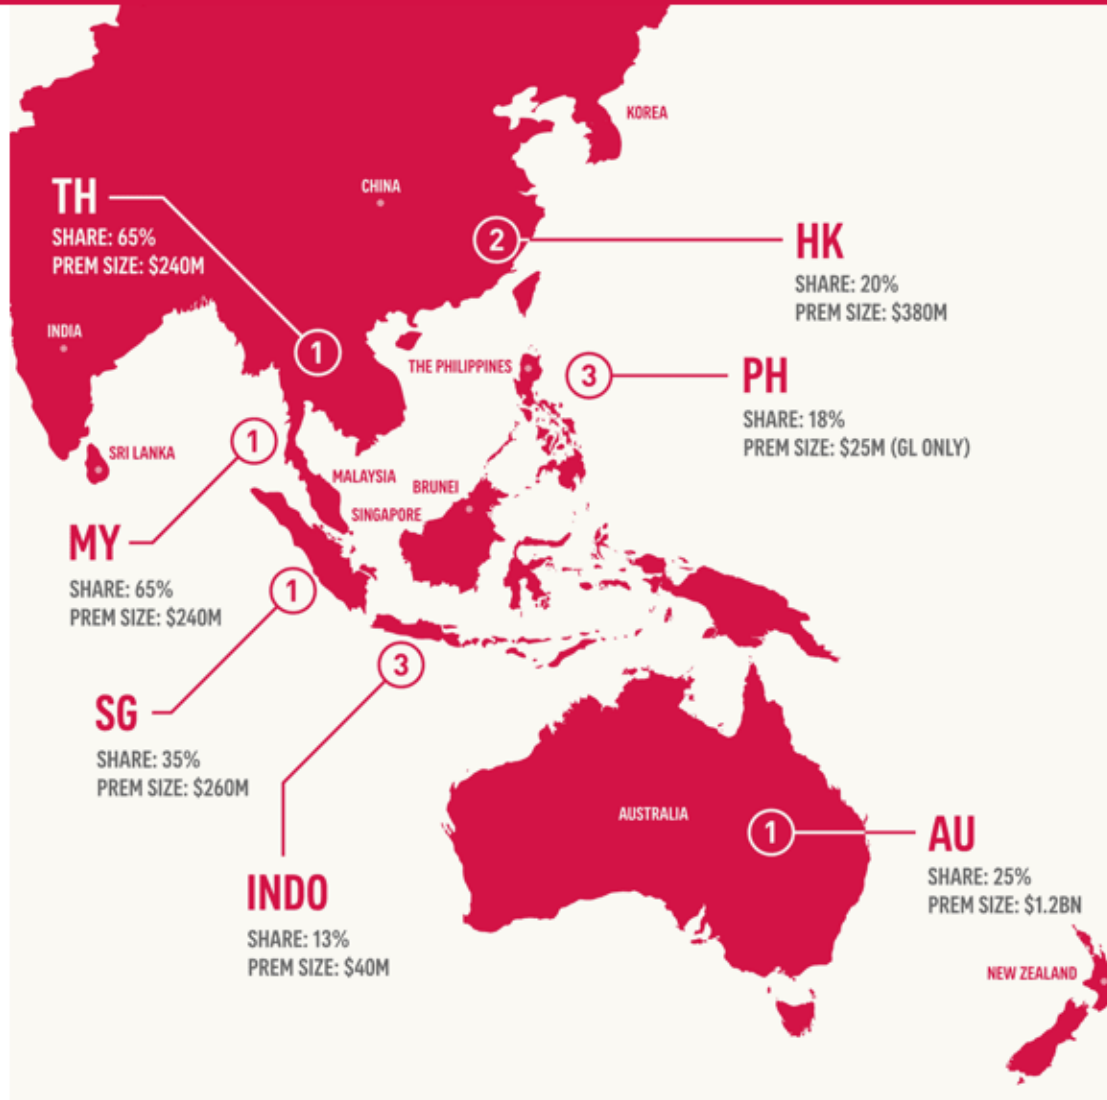 KOREA
CHINA
TH
SHARE: 65%
PREM SIZE: $240M
2
HK
SHARE: 20%
PREM SIZE: $380M
INDIA
1
THE PHILIPPINES
3
PH
SHARE: 18%
PREM SIZE: $25M (GL ONLY)
1
SRI LANKA
MALAYSIA
BRUNEI
SINGAPORE
MY
SHARE: 65%
PREM SIZE: $240M
1
3
SG
SHARE: 35%
PREM SIZE: $260M
AUSTRALIA
1
AU
SHARE: 25%
PREM SIZE: $1.2BN
INDO
SHARE: 13%
PREM SIZE: $40M
NEW ZEALAND